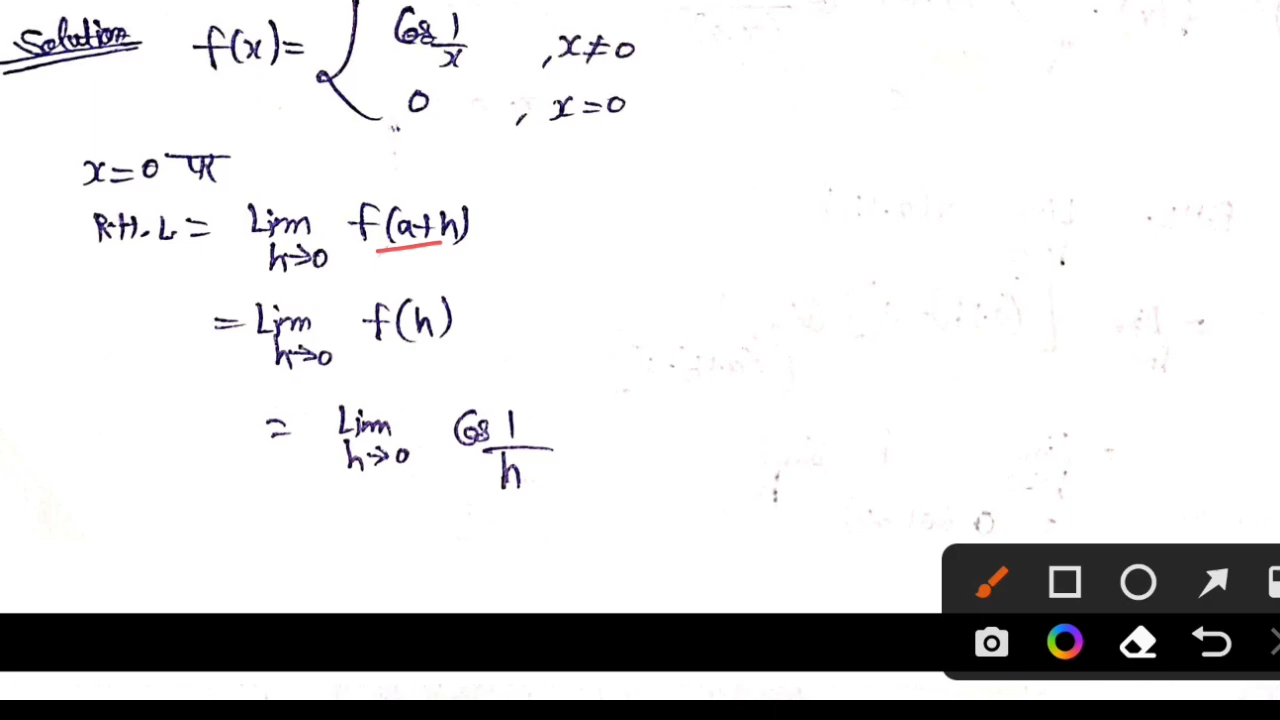 Solution f(x) = { Cos 1/x , x≠0
0 , x=0
x=0 पर
R.H.L = Lim h→0 f(a+h)
= Lim h→0 f(h)
= Lim h→0 Cos 1/h